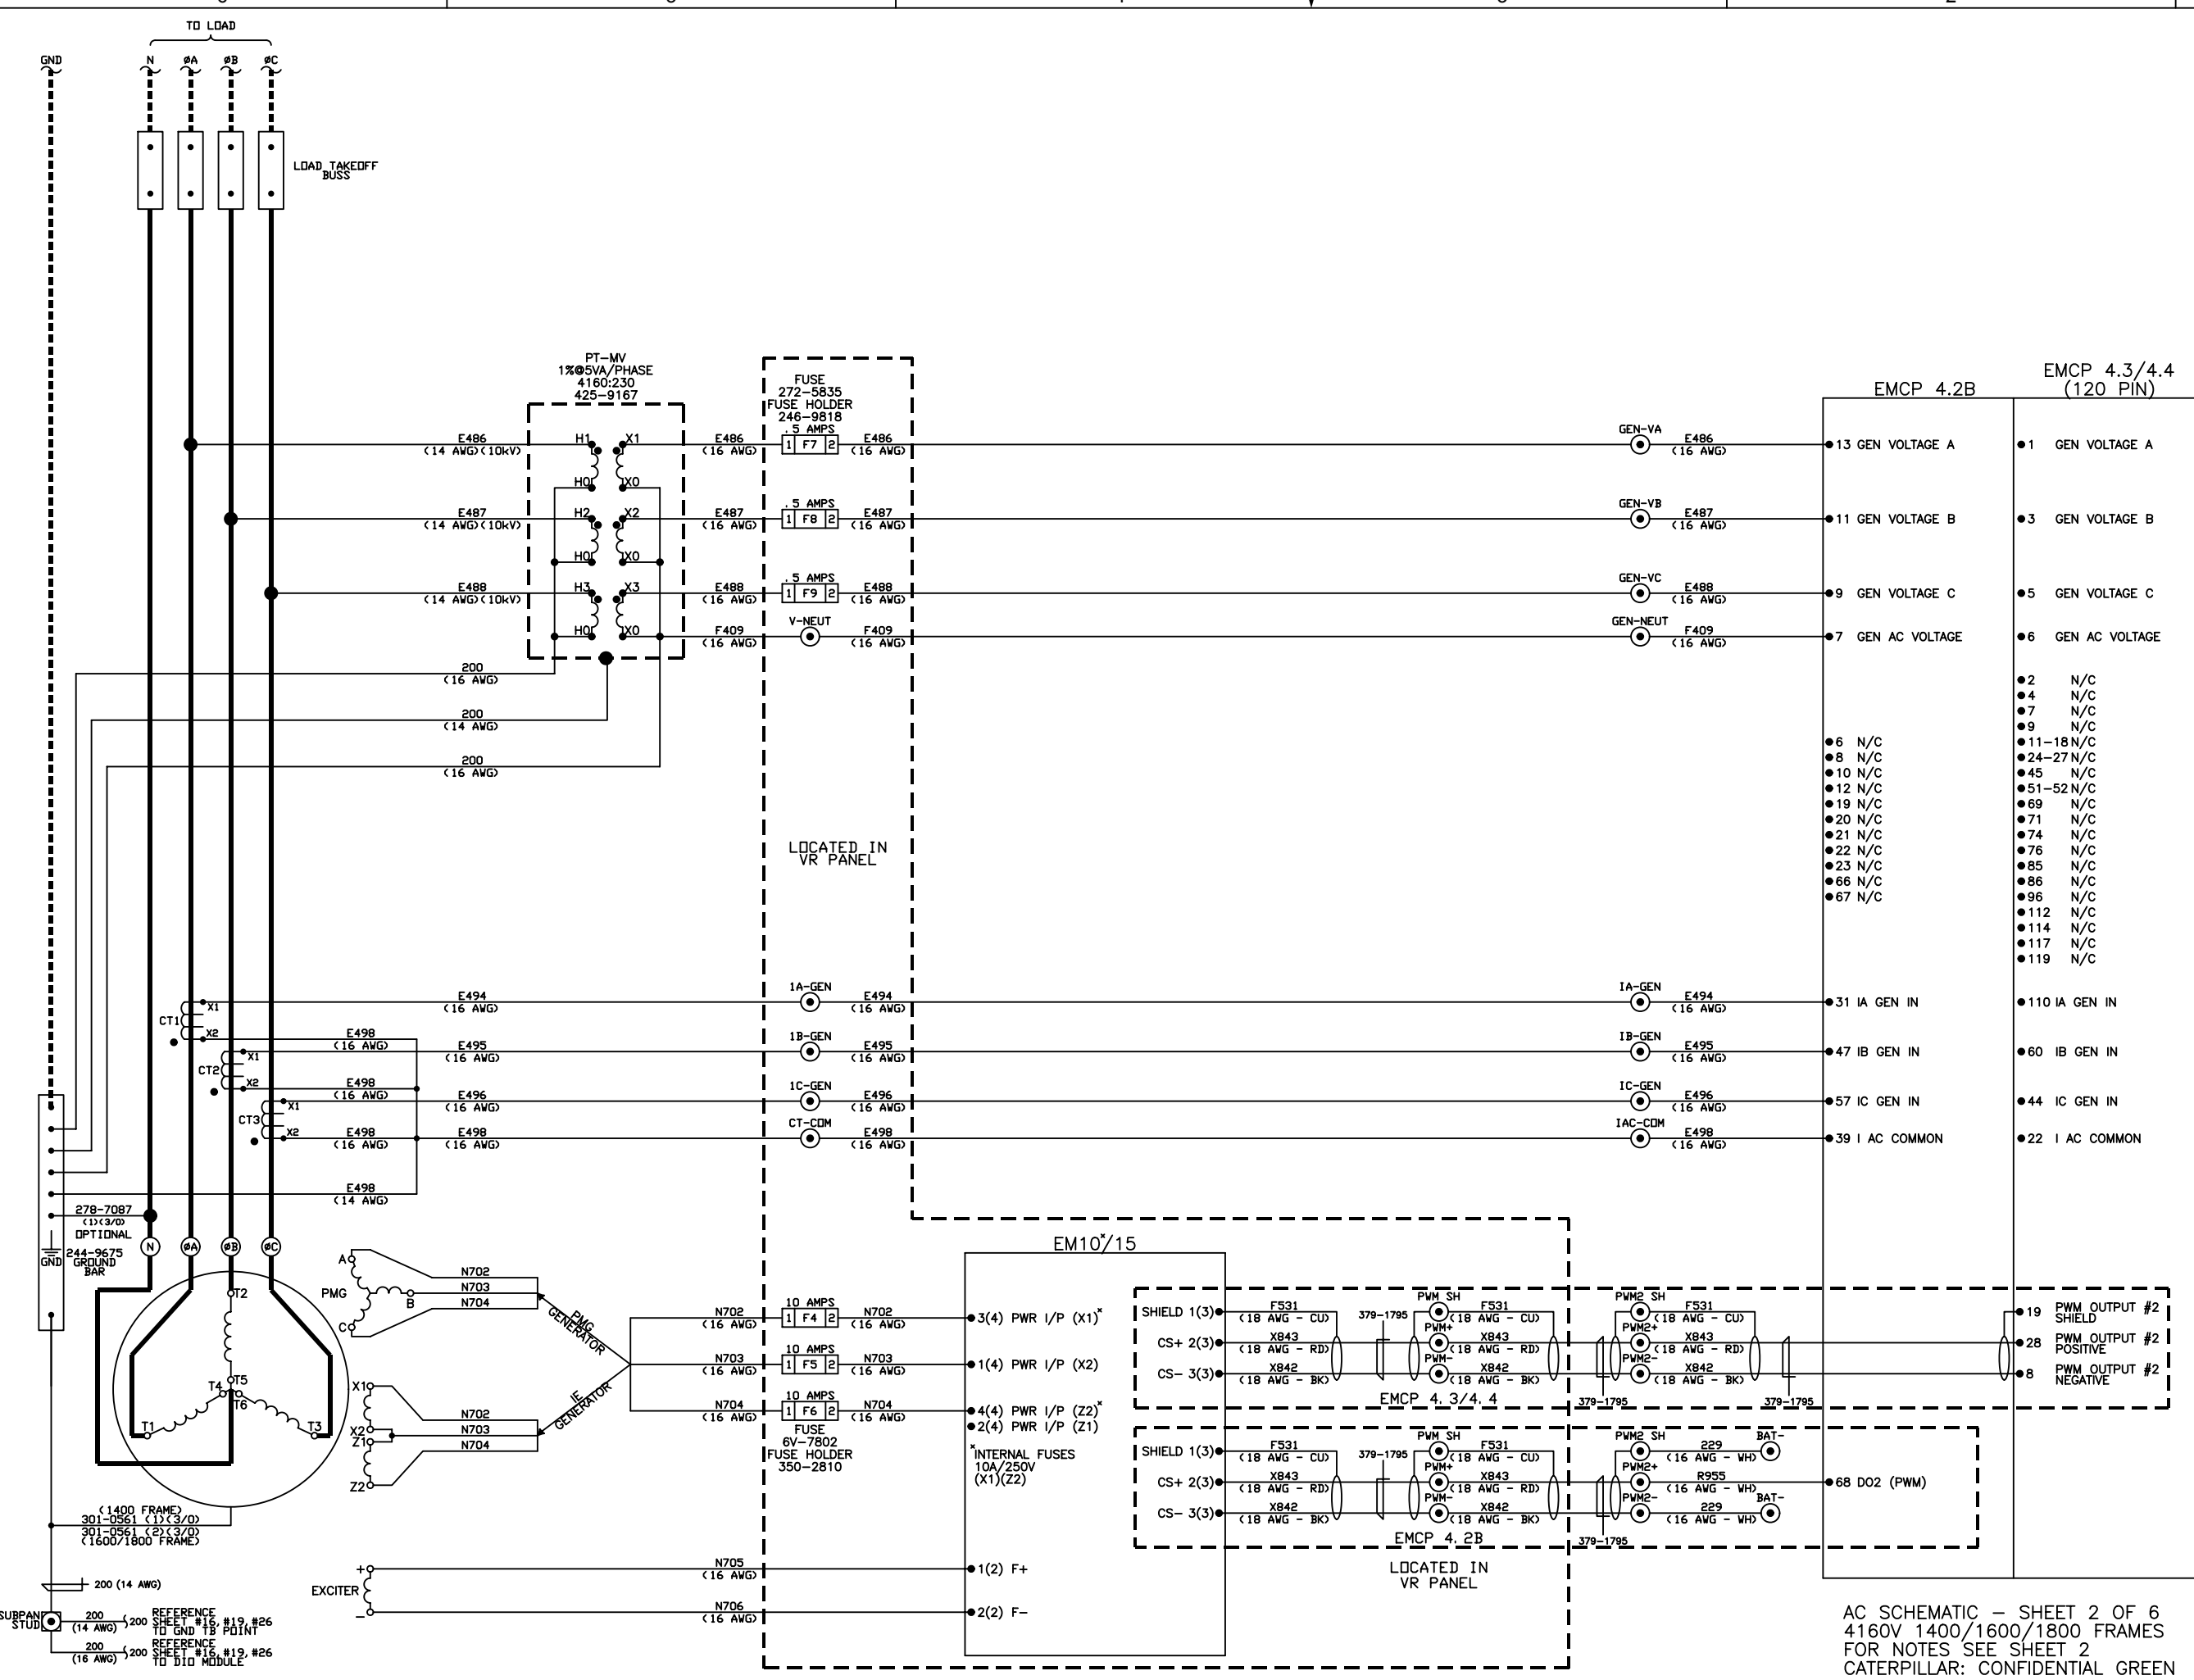 TO LOAD
GND
N
ØA
ØB
ØC
LOAD TAKEOFF
BUSS
PT-MV
1%@5VA/PHASE
4160:230
425-9167
FUSE
272-5835
FUSE HOLDER
246-9818
EMCP 4.2B
EMCP 4.3/4.4
(120 PIN)
E486
(14 AWG)(10kV)
H1
X1
E486
(16 AWG)
.5 AMPS
1 F7 2
E486
(16 AWG)
GEN-VA
E486
(16 AWG)
13 GEN VOLTAGE A
1 GEN VOLTAGE A
H0
X0
E487
(14 AWG)(10kV)
H2
X2
E487
(16 AWG)
.5 AMPS
1 F8 2
E487
(16 AWG)
GEN-VB
E487
(16 AWG)
11 GEN VOLTAGE B
3 GEN VOLTAGE B
H0
X0
E488
(14 AWG)(10kV)
H3
X3
E488
(16 AWG)
.5 AMPS
1 F9 2
E488
(16 AWG)
GEN-VC
E488
(16 AWG)
9 GEN VOLTAGE C
5 GEN VOLTAGE C
H0
X0
F409
(16 AWG)
V-NEUT
F409
(16 AWG)
GEN-NEUT
F409
(16 AWG)
7 GEN AC VOLTAGE
6 GEN AC VOLTAGE
200
(16 AWG)
200
(14 AWG)
200
(16 AWG)
LOCATED IN
VR PANEL
6 N/C
8 N/C
10 N/C
12 N/C
19 N/C
20 N/C
21 N/C
22 N/C
23 N/C
66 N/C
67 N/C
2 N/C
4 N/C
7 N/C
9 N/C
11-18 N/C
24-27 N/C
45 N/C
51-52 N/C
69 N/C
71 N/C
74 N/C
76 N/C
85 N/C
86 N/C
96 N/C
112 N/C
114 N/C
117 N/C
119 N/C
CT1
X1
X2
E494
(16 AWG)
1A-GEN
E494
(16 AWG)
IA-GEN
E494
(16 AWG)
31 IA GEN IN
110 IA GEN IN
E498
(16 AWG)
CT2
X1
X2
E495
(16 AWG)
1B-GEN
E495
(16 AWG)
IB-GEN
E495
(16 AWG)
47 IB GEN IN
60 IB GEN IN
E498
(16 AWG)
CT3
X1
X2
E496
(16 AWG)
1C-GEN
E496
(16 AWG)
IC-GEN
E496
(16 AWG)
57 IC GEN IN
44 IC GEN IN
E498
(16 AWG)
E498
(16 AWG)
CT-COM
E498
(16 AWG)
IAC-COM
E498
(16 AWG)
39 I AC COMMON
22 I AC COMMON
E498
(14 AWG)
278-7087
(1)(3/0)
OPTIONAL
GND
244-9675
GROUND
BAR
N
ØA
ØB
ØC
T2
T5
T4
T6
T1
T3
(1400 FRAME)
301-0561 (1)(3/0)
301-0561 (2)(3/0)
(1600/1800 FRAME)
200 (14 AWG)
SUBPAN
STUD
200
(14 AWG)
200
REFERENCE
SHEET #16, #19, #26
TO GND TB POINT
200
(16 AWG)
200
REFERENCE
SHEET #16, #19, #26
TO DIO MODULE
PMG
A
B
C
N702
N703
N704
PMG
GENERATOR
X1
X2
Z1
Z2
N702
N703
N704
IE
GENERATOR
EXCITER
+
-
N702
(16 AWG)
10 AMPS
1 F4 2
N702
(16 AWG)
N703
(16 AWG)
10 AMPS
1 F5 2
N703
(16 AWG)
N704
(16 AWG)
10 AMPS
1 F6 2
N704
(16 AWG)
FUSE
6V-7802
FUSE HOLDER
350-2810
N705
(16 AWG)
N706
(16 AWG)
EM10*/15
3(4) PWR I/P (X1)*
1(4) PWR I/P (X2)
4(4) PWR I/P (Z2)*
2(4) PWR I/P (Z1)
*INTERNAL FUSES
10A/250V
(X1)(Z2)
1(2) F+
2(2) F-
SHIELD 1(3)
F531
(18 AWG - CU)
379-1795
PWM SH
F531
(18 AWG - CU)
PWM2 SH
F531
(18 AWG - CU)
19 PWM OUTPUT #2
SHIELD
CS+ 2(3)
X843
(18 AWG - RD)
PWM+
X843
(18 AWG - RD)
PWM2+
X843
(18 AWG - RD)
28 PWM OUTPUT #2
POSITIVE
CS- 3(3)
X842
(18 AWG - BK)
PWM-
X842
(18 AWG - BK)
PWM2-
X842
(18 AWG - BK)
8 PWM OUTPUT #2
NEGATIVE
EMCP 4.3/4.4
379-1795
379-1795
SHIELD 1(3)
F531
(18 AWG - CU)
379-1795
PWM SH
F531
(18 AWG - CU)
PWM2 SH
229
(16 AWG - WH)
BAT-
CS+ 2(3)
X843
(18 AWG - RD)
PWM+
X843
(18 AWG - RD)
PWM2+
R955
(16 AWG - WH)
68 DO2 (PWM)
CS- 3(3)
X842
(18 AWG - BK)
PWM-
X842
(18 AWG - BK)
PWM2-
229
(16 AWG - WH)
BAT-
EMCP 4.2B
379-1795
LOCATED IN
VR PANEL
AC SCHEMATIC - SHEET 2 OF 6
4160V 1400/1600/1800 FRAMES
FOR NOTES SEE SHEET 2
CATERPILLAR: CONFIDENTIAL GREEN